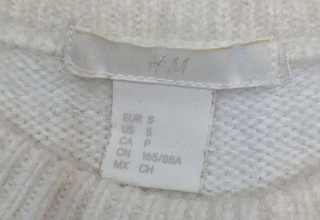 H&M
EUR S
US S
CA P
CN 165/88A
MX CH